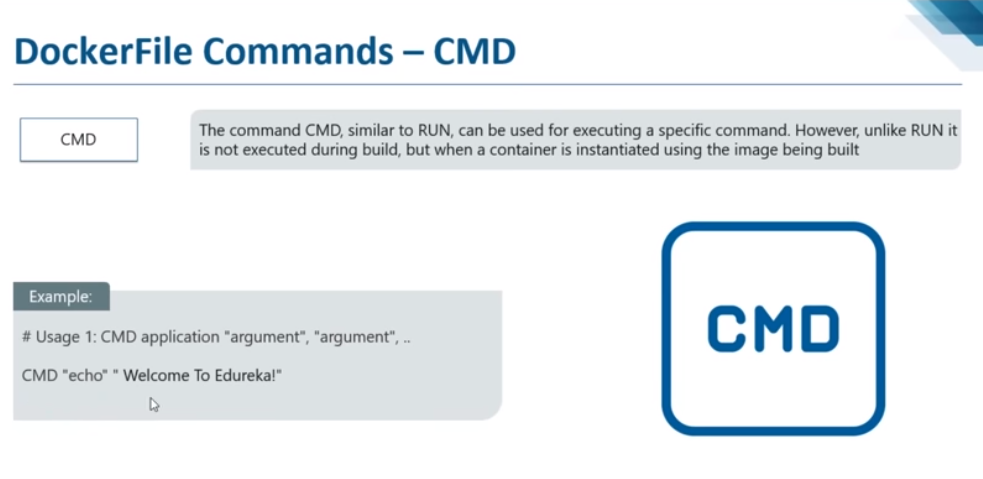 DockerFile Commands – CMD
CMD
The command CMD, similar to RUN, can be used for executing a specific command. However, unlike RUN it
is not executed during build, but when a container is instantiated using the image being built
CMD
Example:
# Usage 1: CMD application "argument", "argument", ..
CMD "echo" " Welcome To Edureka!"